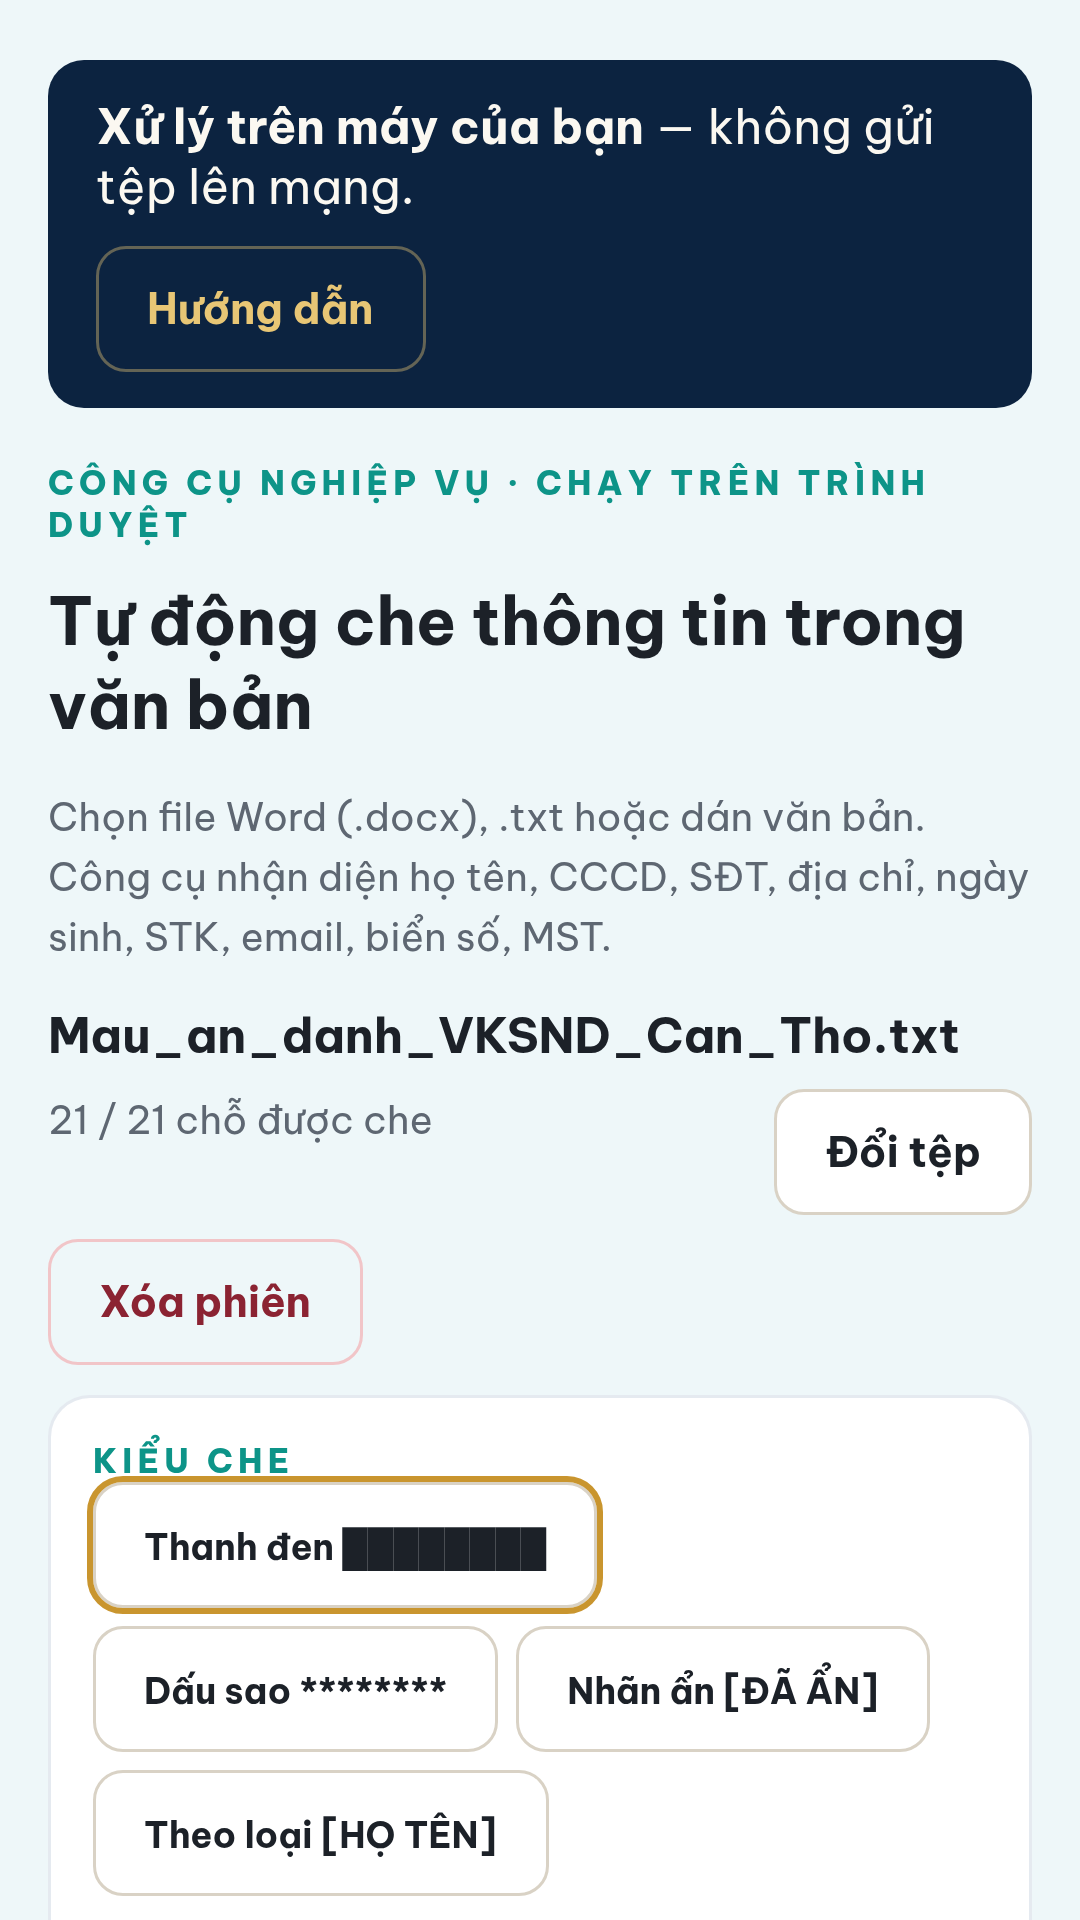 Xử lý trên máy của bạn — không gửi
tệp lên mạng.
Hướng dẫn
CÔNG CỤ NGHIỆP VỤ · CHẠY TRÊN TRÌNH
DUYỆT
Tự động che thông tin trong
văn bản
Chọn file Word (.docx), .txt hoặc dán văn bản.
Công cụ nhận diện họ tên, CCCD, SĐT, địa chỉ, ngày
sinh, STK, email, biển số, MST.
Mau_an_danh_VKSND_Can_Tho.txt
21 / 21 chỗ được che
Đổi tệp
Xóa phiên
KIỂU CHE
Thanh đen ████████
Dấu sao ********
Nhãn ẩn [ĐÃ ẨN]
Theo loại [HỌ TÊN]